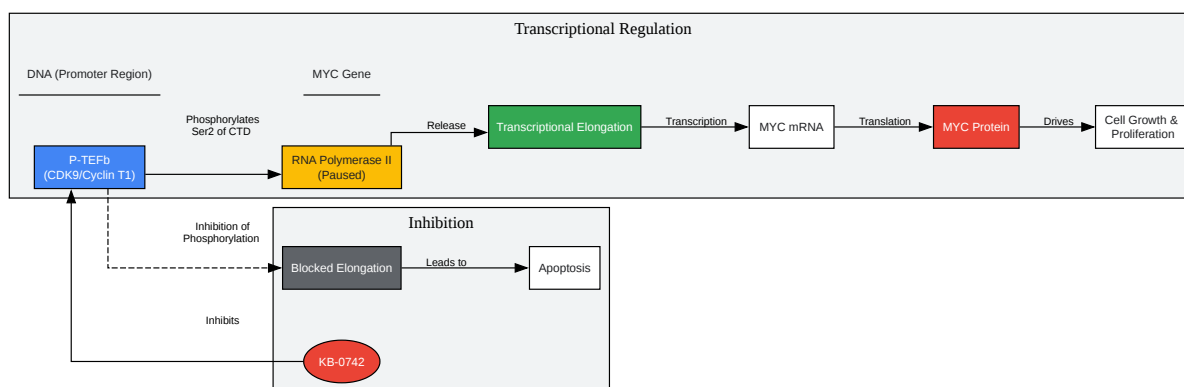 Transcriptional Regulation
DNA (Promoter Region)
MYC Gene
Phosphorylates
Ser2 of CTD
P-TEFb
(CDK9/Cyclin T1)
RNA Polymerase II
(Paused)
Release
Transcriptional Elongation
Transcription
MYC mRNA
Translation
MYC Protein
Drives
Cell Growth &
Proliferation
Inhibition
Inhibition of
Phosphorylation
Blocked Elongation
Leads to
Apoptosis
Inhibits
KB-0742